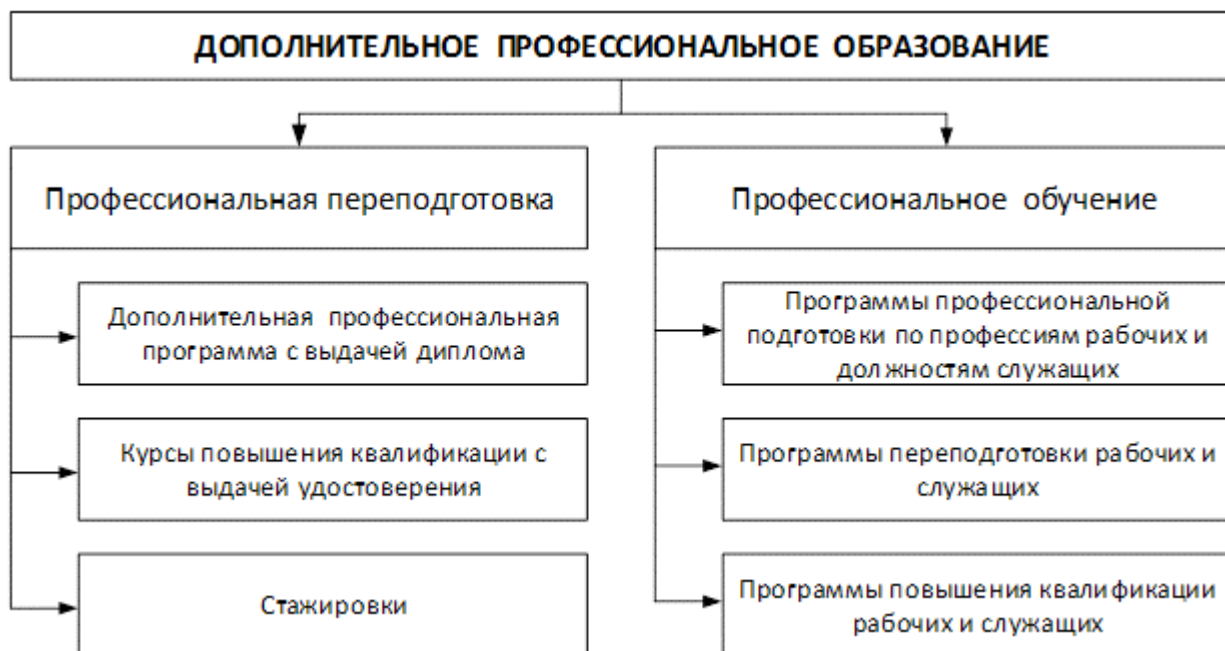 ДОПОЛНИТЕЛЬНОЕ ПРОФЕССИОНАЛЬНОЕ ОБРАЗОВАНИЕ
Профессиональная переподготовка
Дополнительная профессиональная
программа с выдачей диплома
Курсы повышения квалификации с
выдачей удостоверения
Стажировки
Профессиональное обучение
Программы профессиональной
подготовки по профессиям рабочих и
должностям служащих
Программы переподготовки рабочих и
служащих
Программы повышения квалификации
рабочих и служащих